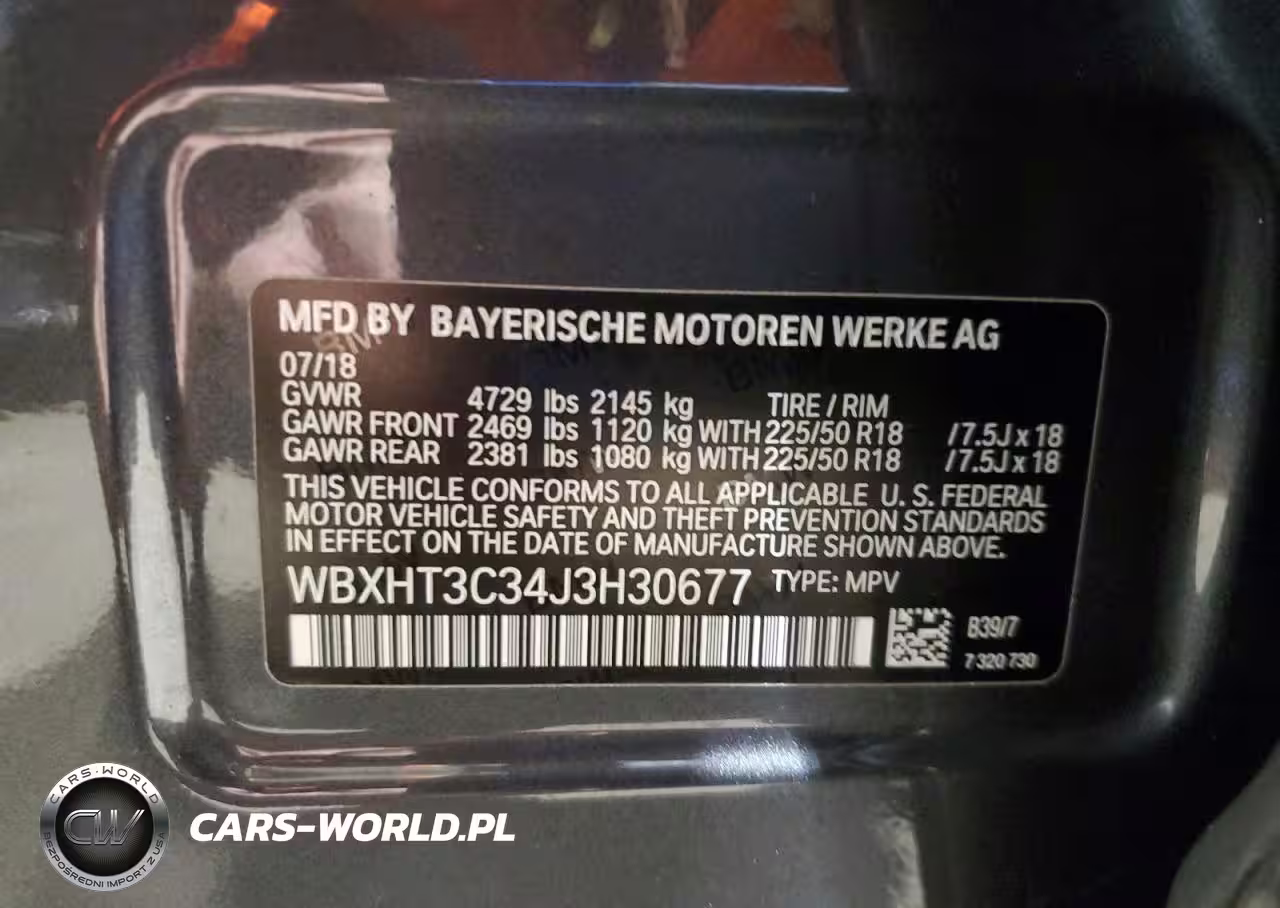 MFD BY BAYERISCHE MOTOREN WERKE AG
07/18
GVWR 4729 lbs 2145 kg TIRE / RIM
GAWR FRONT 2469 lbs 1120 kg WITH 225/50 R18 /7.5J x 18
GAWR REAR 2381 lbs 1080 kg WITH 225/50 R18 /7.5J x 18
THIS VEHICLE CONFORMS TO ALL APPLICABLE U. S. FEDERAL
MOTOR VEHICLE SAFETY AND THEFT PREVENTION STANDARDS
IN EFFECT ON THE DATE OF MANUFACTURE SHOWN ABOVE.
WBXHT3C34J3H30677 TYPE: MPV
B39/7
7 320 730
CARS-WORLD
CW
BEZPOŚREDNI IMPORT Z USA
CARS-WORLD.PL